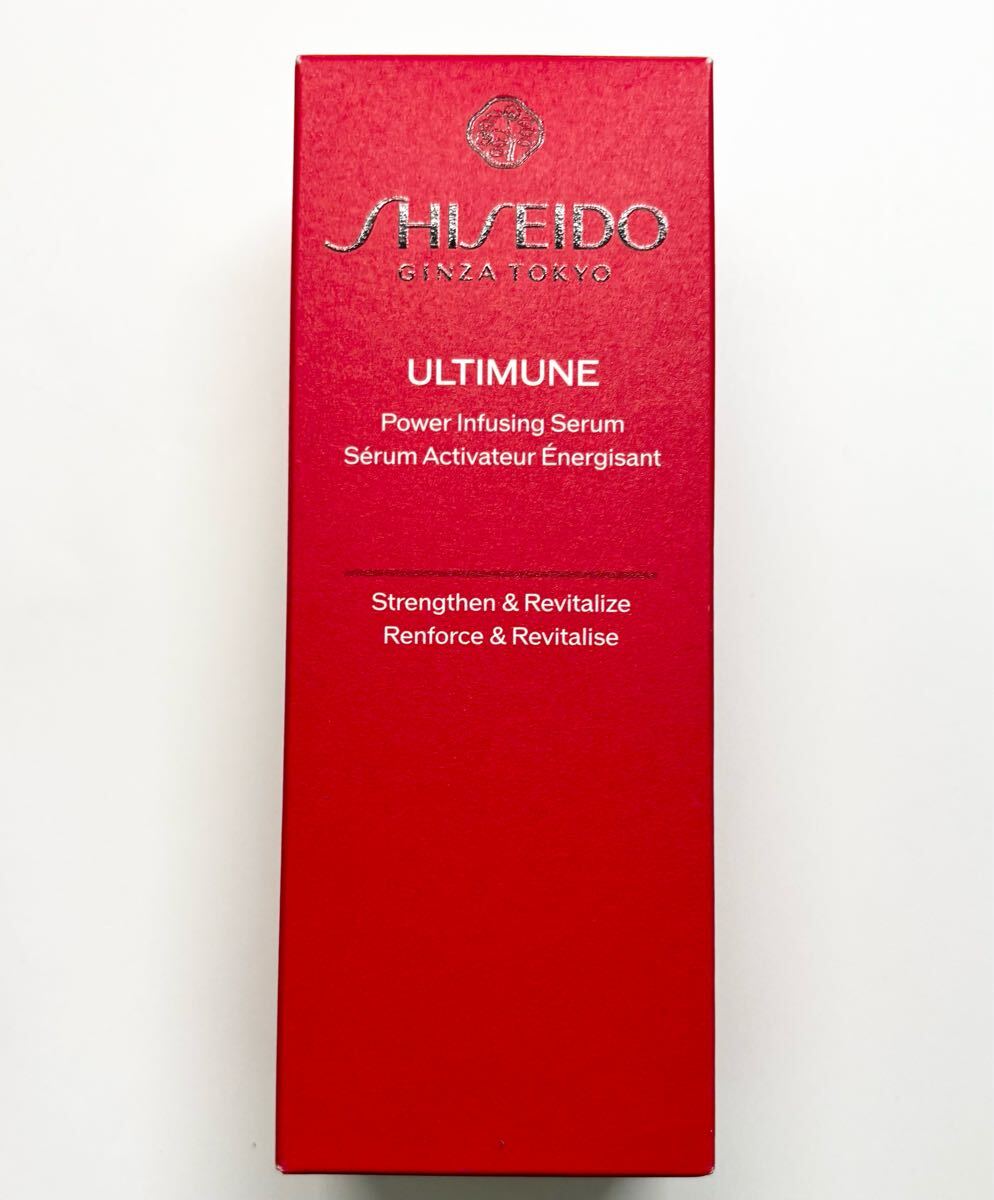 SHISEIDO
GINZA TOKYO
ULTIMUNE
Power Infusing Serum
Sérum Activateur Énergisant
Strengthen & Revitalize
Renforce & Revitalise